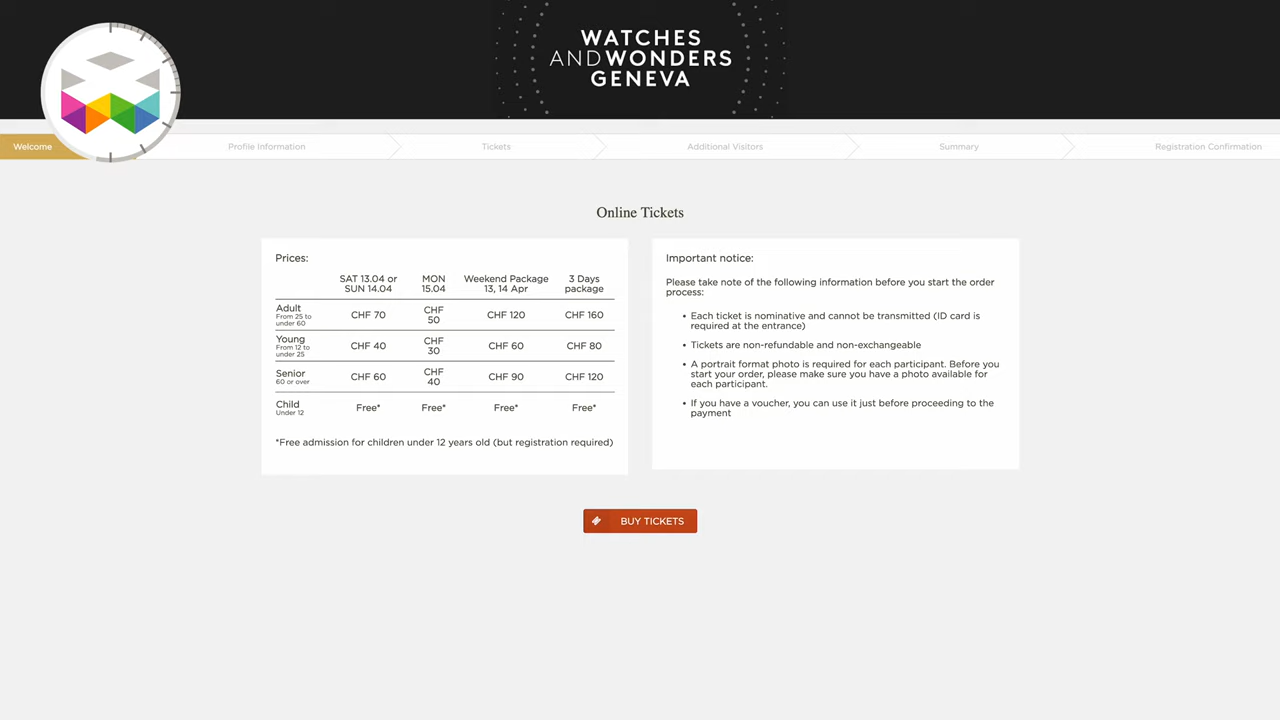 WATCHES
ANDWONDERS
GENEVA
Welcome
Profile Information
Tickets
Additional Visitors
Summary
Registration Confirmation
Online Tickets
Prices:
SAT 13.04 or
SUN 14.04
MON
15.04
Weekend Package
13, 14 Apr
3 Days
package
Adult
From 25 to
under 60
CHF 70
CHF
50
CHF 120
CHF 160
Young
From 12 to
under 25
CHF 40
CHF
30
CHF 60
CHF 80
Senior
60 or over
CHF 60
CHF
40
CHF 90
CHF 120
Child
Under 12
Free*
Free*
Free*
Free*
*Free admission for children under 12 years old (but registration required)
Important notice:
Please take note of the following information before you start the order
process:
• Each ticket is nominative and cannot be transmitted (ID card is
required at the entrance)
• Tickets are non-refundable and non-exchangeable
• A portrait format photo is required for each participant. Before you
start your order, please make sure you have a photo available for
each participant.
• If you have a voucher, you can use it just before proceeding to the
payment
BUY TICKETS